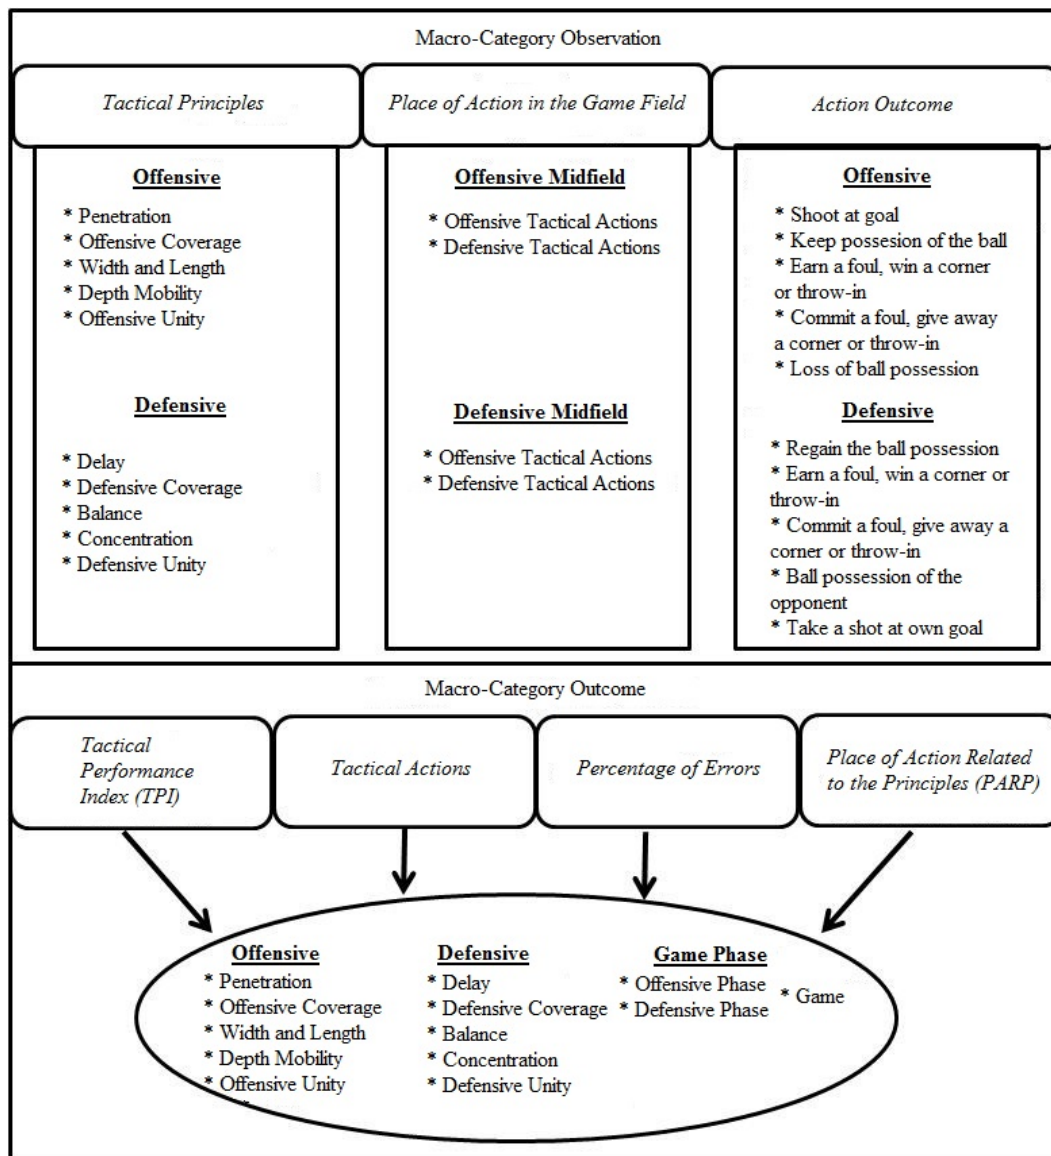 Macro-Category Observation
Tactical Principles
Place of Action in the Game Field
Action Outcome
Offensive
* Penetration
* Offensive Coverage
* Width and Length
* Depth Mobility
* Offensive Unity
Defensive
* Delay
* Defensive Coverage
* Balance
* Concentration
* Defensive Unity
Offensive Midfield
* Offensive Tactical Actions
* Defensive Tactical Actions
Defensive Midfield
* Offensive Tactical Actions
* Defensive Tactical Actions
Offensive
* Shoot at goal
* Keep possesion of the ball
* Earn a foul, win a corner
or throw-in
* Commit a foul, give away
a corner or throw-in
* Loss of ball possession
Defensive
* Regain the ball possession
* Earn a foul, win a corner or
throw-in
* Commit a foul, give away a
corner or throw-in
* Ball possession of the
opponent
* Take a shot at own goal
Macro-Category Outcome
Tactical
Performance
Index (TPI)
Tactical Actions
Percentage of Errors
Place of Action Related
to the Principles (PARP)
Offensive
* Penetration
* Offensive Coverage
* Width and Length
* Depth Mobility
* Offensive Unity
Defensive
* Delay
* Defensive Coverage
* Balance
* Concentration
* Defensive Unity
Game Phase
* Offensive Phase
* Defensive Phase
* Game